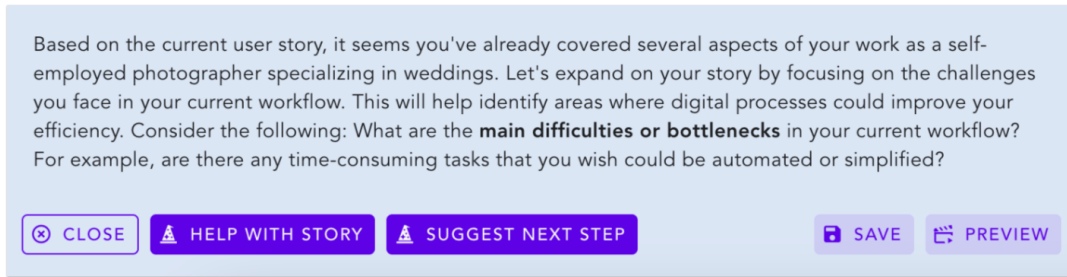 Based on the current user story, it seems you've already covered several aspects of your work as a self-
employed photographer specializing in weddings. Let's expand on your story by focusing on the challenges
you face in your current workflow. This will help identify areas where digital processes could improve your
efficiency. Consider the following: What are the main difficulties or bottlenecks in your current workflow?
For example, are there any time-consuming tasks that you wish could be automated or simplified?
CLOSE HELP WITH STORY SUGGEST NEXT STEP SAVE PREVIEW